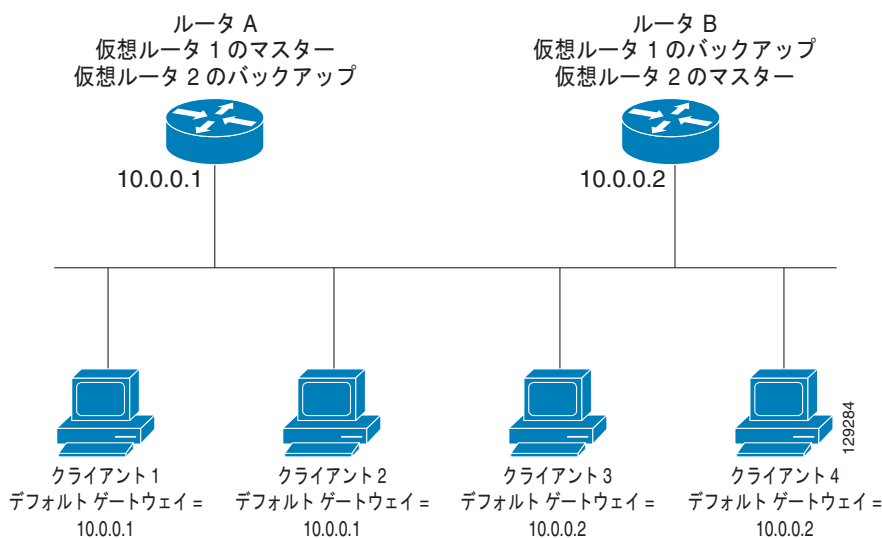 ルータ A
仮想ルータ 1 のマスター
仮想ルータ 2 のバックアップ
ルータ B
仮想ルータ 1 のバックアップ
仮想ルータ 2 のマスター
10.0.0.1
10.0.0.2
クライアント 1
デフォルト ゲートウェイ =
10.0.0.1
クライアント 2
デフォルト ゲートウェイ =
10.0.0.1
クライアント 3
デフォルト ゲートウェイ =
10.0.0.2
クライアント 4
デフォルト ゲートウェイ =
10.0.0.2
129284